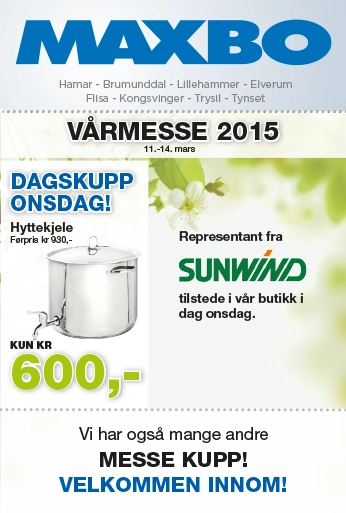 MAXBO
Hamar - Brumunddal - Lillehammer - Elverum
Flisa - Kongsvinger - Trysil - Tynset
VÅRMESSE 2015
11.-14. mars
DAGSKUPP
ONSDAG!
Hyttekjele
Førpris kr 930,-
KUN KR
600,-
Representant fra
SUNWIND
tilstede i vår butikk i
dag onsdag.
Vi har også mange andre
MESSE KUPP!
VELKOMMEN INNOM!